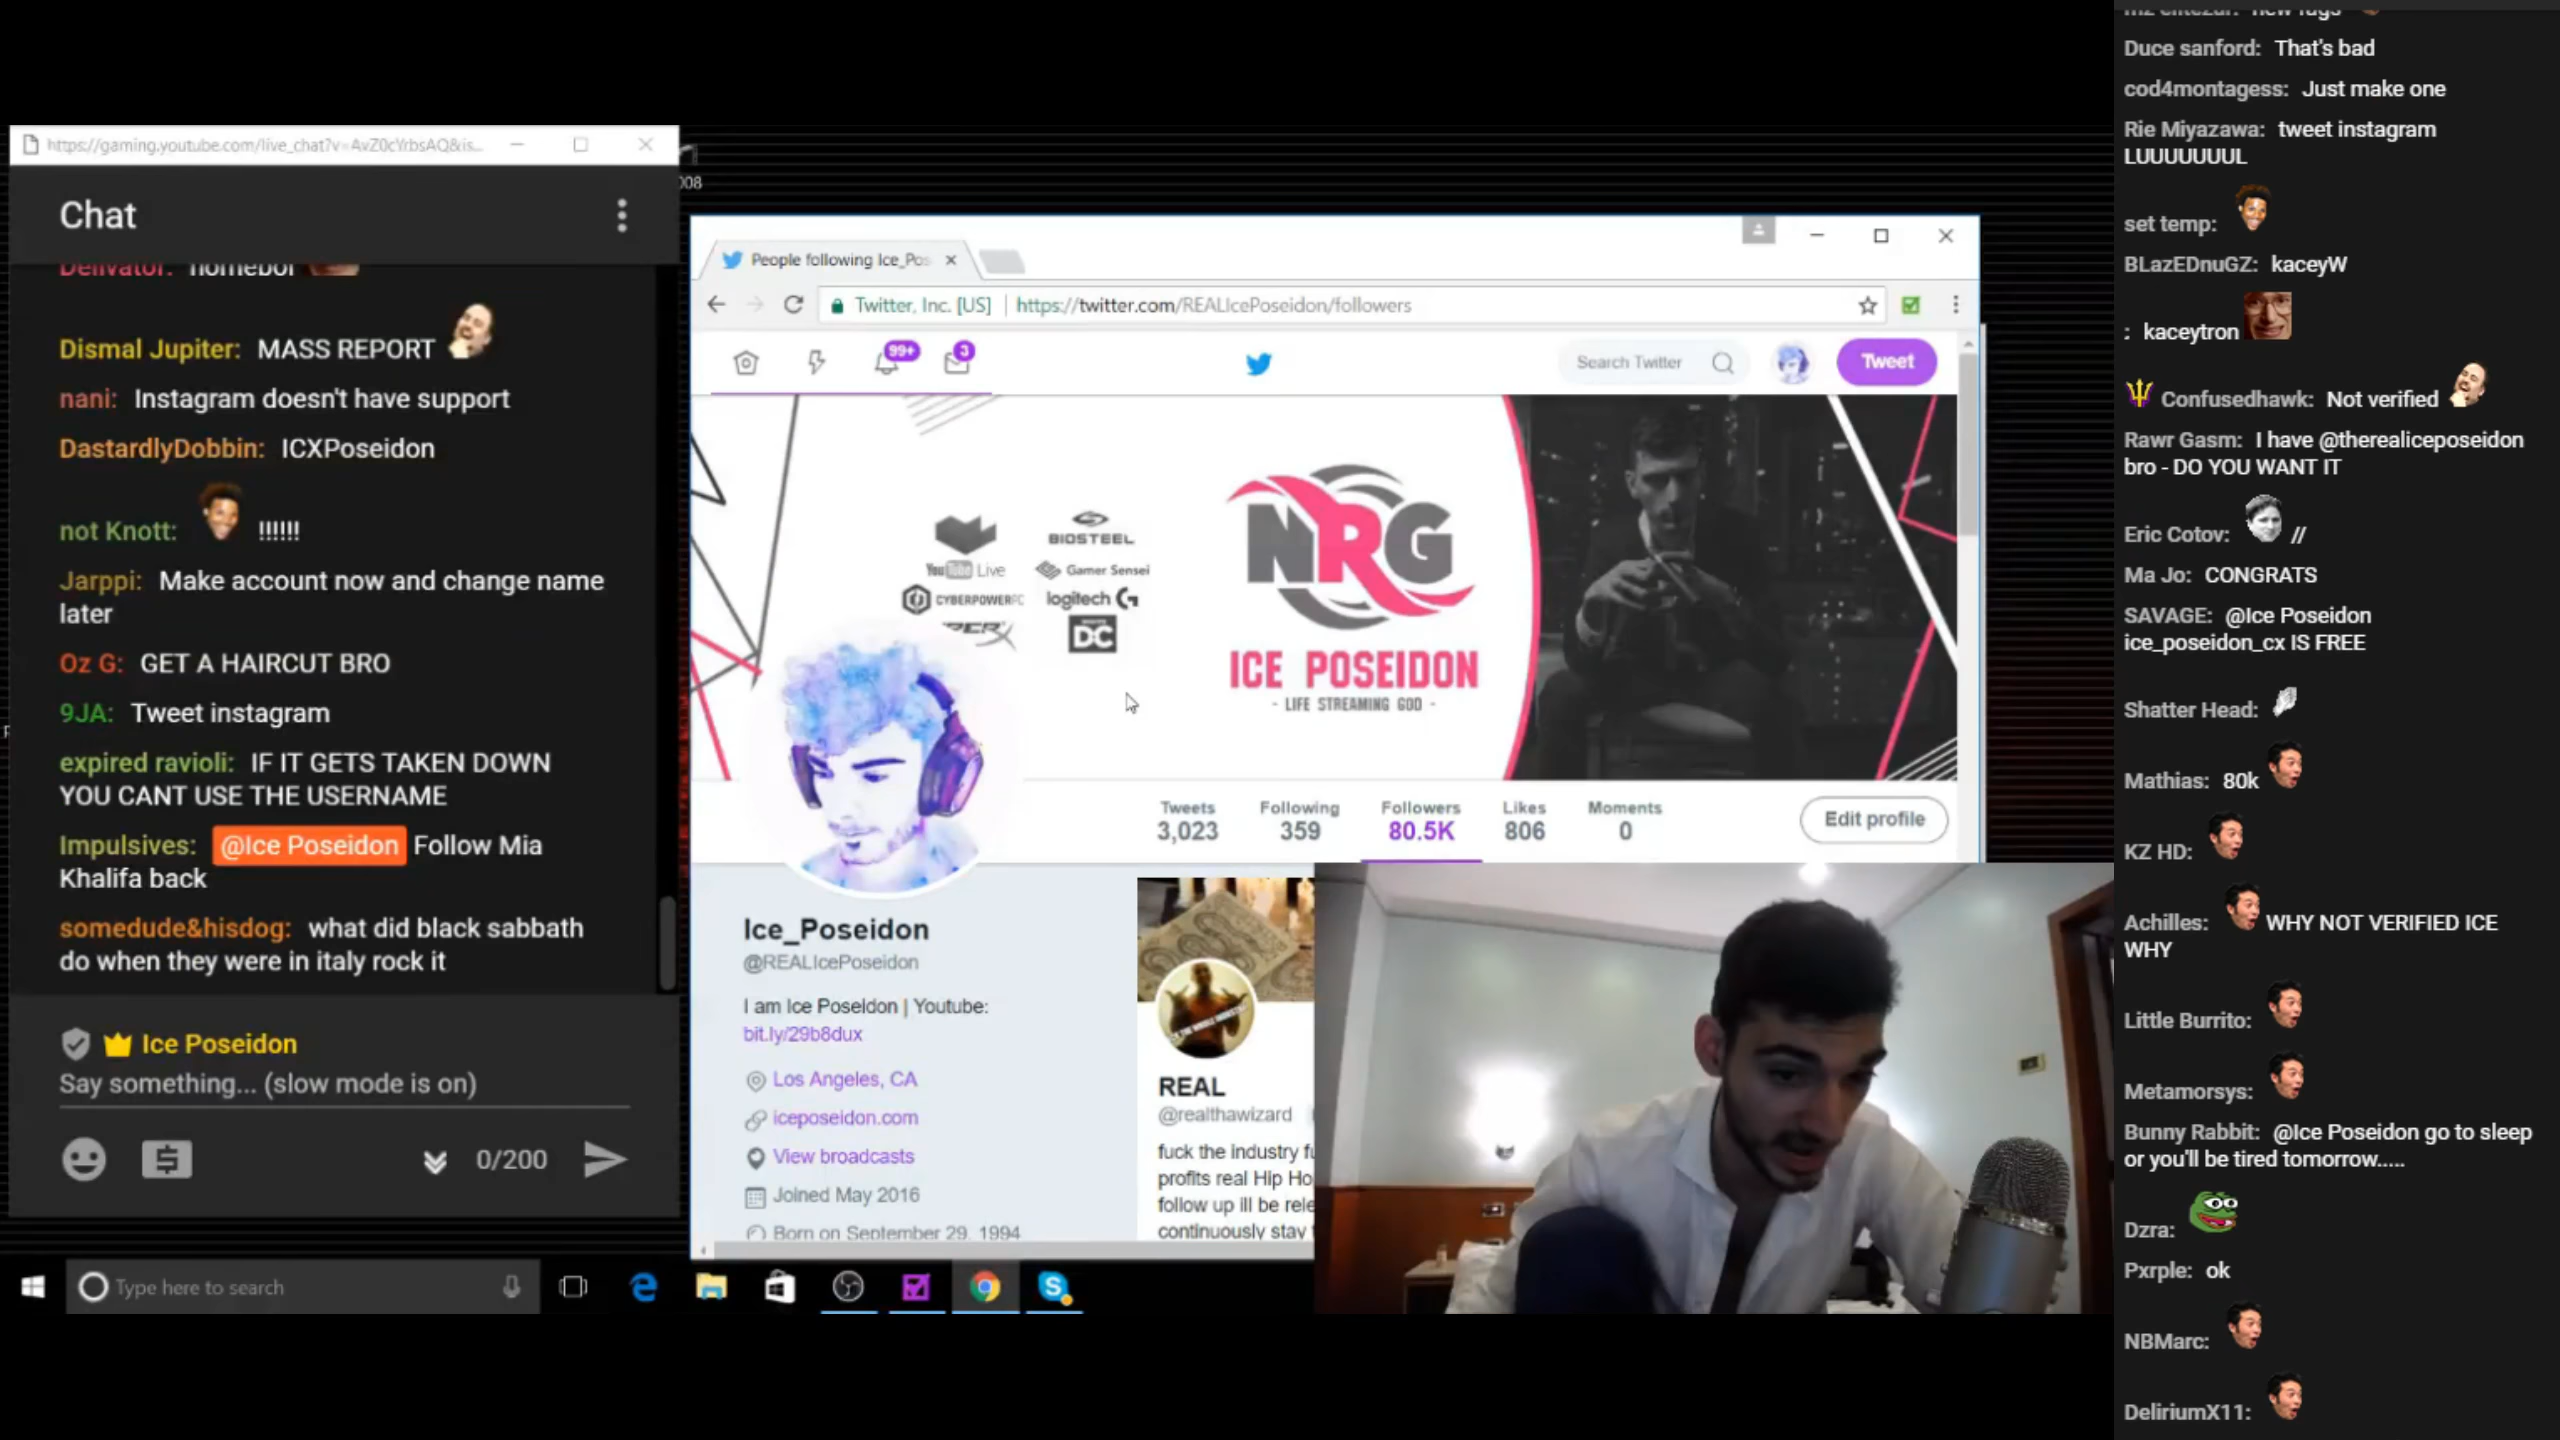 https://gaming.youtube.com/live_chat?v=AvZ0cYrbsAQ&is...
Chat
Delivator: homeboi
Dismal Jupiter: MASS REPORT
nani: Instagram doesn't have support
DastardlyDobbin: ICXPoseidon
not Knott: !!!!!!
Jarppi: Make account now and change name
later
Oz G: GET A HAIRCUT BRO
9JA: Tweet instagram
expired ravioli: IF IT GETS TAKEN DOWN
YOU CANT USE THE USERNAME
Impulsives: @Ice Poseidon Follow Mia
Khalifa back
somedude&hisdog: what did black sabbath
do when they were in italy rock it
Ice Poseidon
Say something... (slow mode is on)
0/200
Type here to search
008
People following Ice_Pos
Twitter, Inc. [US] https://twitter.com/REALIcePoseidon/followers
99+
3
Search Twitter
Tweet
YouTube Live
BIOSTEEL
Gamer Sensei
CYBERPOWERPC
logitech G
DC
NRG
ICE POSEIDON
- LIFE STREAMING GOD -
Tweets
3,023
Following
359
Followers
80.5K
Likes
806
Moments
0
Edit profile
Ice_Poseidon
@REALIcePoseidon
I am Ice Poseidon | Youtube:
bit.ly/29b8dux
Los Angeles, CA
iceposeidon.com
View broadcasts
Joined May 2016
Born on September 29, 1994
REAL
@realthawizard
fuck the industry fu
profits real Hip Ho
follow up ill be rele
continuously stay
new fags
Duce sanford: That's bad
cod4montagess: Just make one
Rie Miyazawa: tweet instagram
LUUUUUUUL
set temp:
BLazEDnuGZ: kaceyW
: kaceytron
Confusedhawk: Not verified
Rawr Gasm: I have @therealiceposeidon
bro - DO YOU WANT IT
Eric Cotov: //
Ma Jo: CONGRATS
SAVAGE: @Ice Poseidon
ice_poseidon_cx IS FREE
Shatter Head:
Mathias: 80k
KZ HD:
Achilles: WHY NOT VERIFIED ICE
WHY
Little Burrito:
Metamorsys:
Bunny Rabbit: @Ice Poseidon go to sleep
or you'll be tired tomorrow.....
Dzra:
Pxrple: ok
NBMarc:
DeliriumX11: